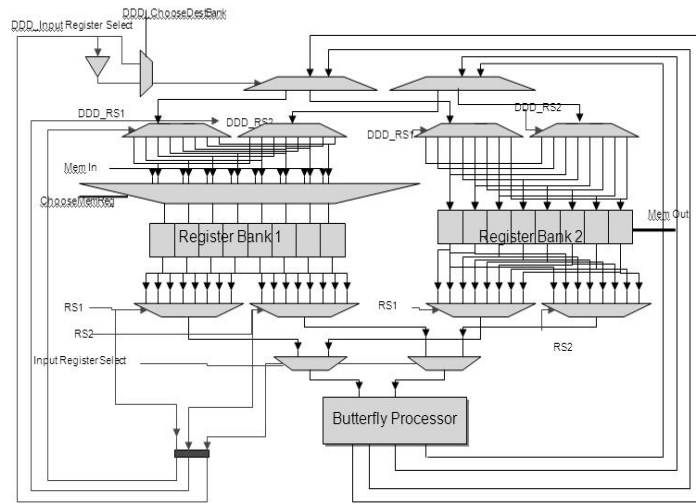 DDD_ChooseDestBank
DDD_Input Register Select
DDD_RS1
DDD_RS2
DDD_RS1
DDD_RS2
Mem In
ChooseMemReg
Register Bank 1
Register Bank 2
Mem Out
RS1
RS1
RS2
RS2
Input Register Select
Butterfly Processor